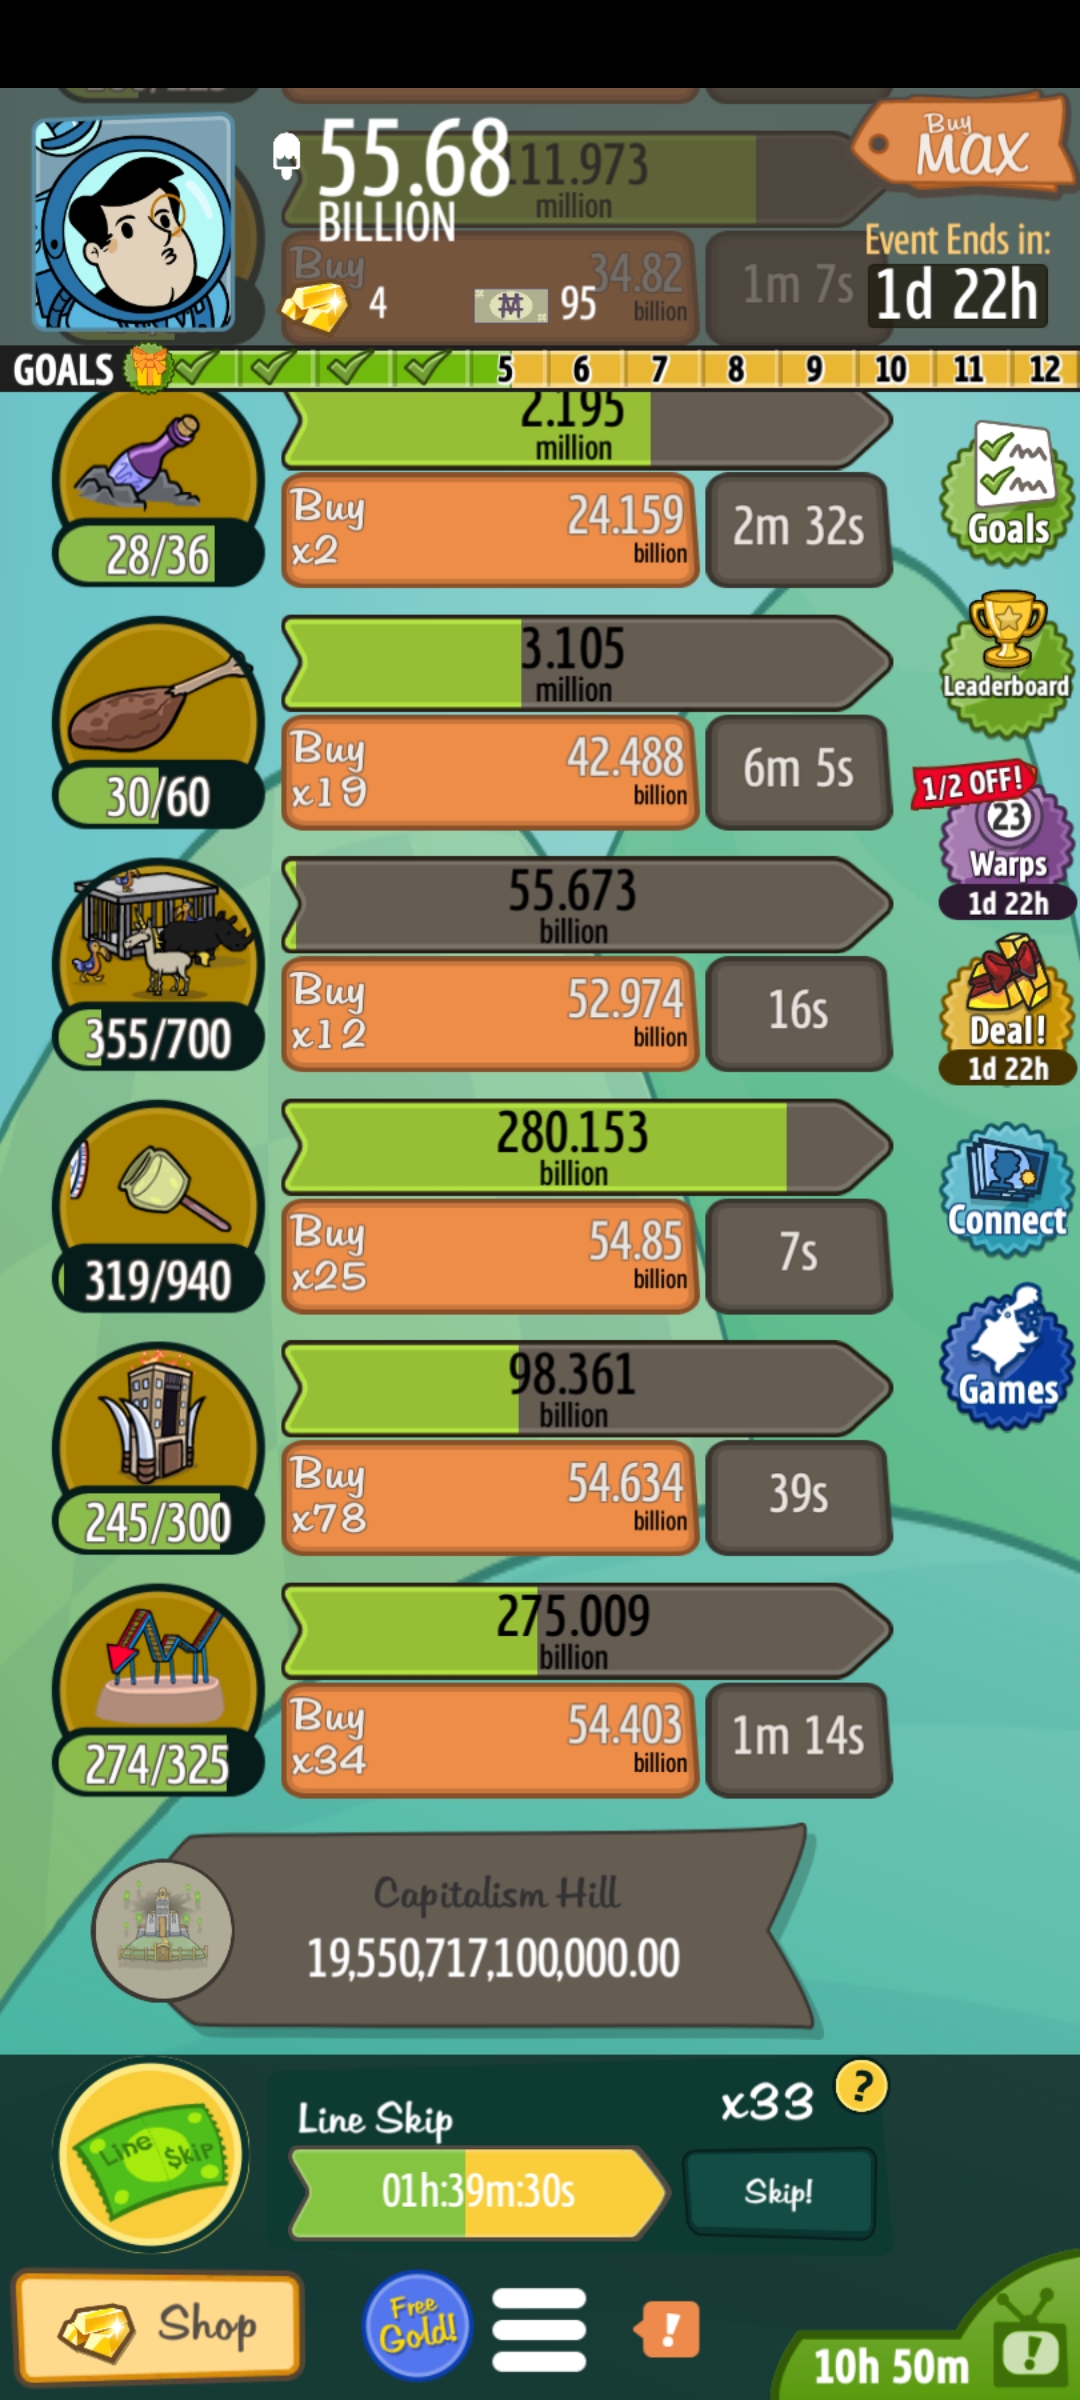 55.68
BILLION
111.973
million
Buy
MAX
Buy
34.82
billion
1m 7s
4
95
Event Ends in:
1d 22h
GOALS
5 6 7 8 9 10 11 12
2.195
million
Buy
x2
24.159
billion
2m 32s
28/36
Goals
3.105
million
Buy
x19
42.488
billion
6m 5s
30/60
Leaderboard
1/2 OFF!
23
Warps
1d 22h
55.673
billion
Buy
x12
52.974
billion
16s
355/700
Deal!
1d 22h
280.153
billion
Buy
x25
54.85
billion
7s
319/940
Connect
98.361
billion
Buy
x78
54.634
billion
39s
245/300
Games
275.009
billion
Buy
x34
54.403
billion
1m 14s
274/325
Capitalism Hill
19,550,717,100,000.00
Line $kip
Line Skip
x33
?
01h:39m:30s
Skip!
Shop
Free
Gold!
!
10h 50m
!